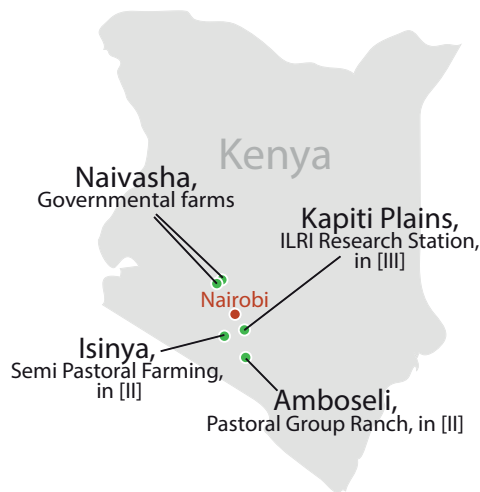 Kenya
Naivasha,
Governmental farms
Kapiti Plains,
ILRI Research Station,
in [III]
Nairobi
Isinya,
Semi Pastoral Farming,
in [II]
Amboseli,
Pastoral Group Ranch, in [II]